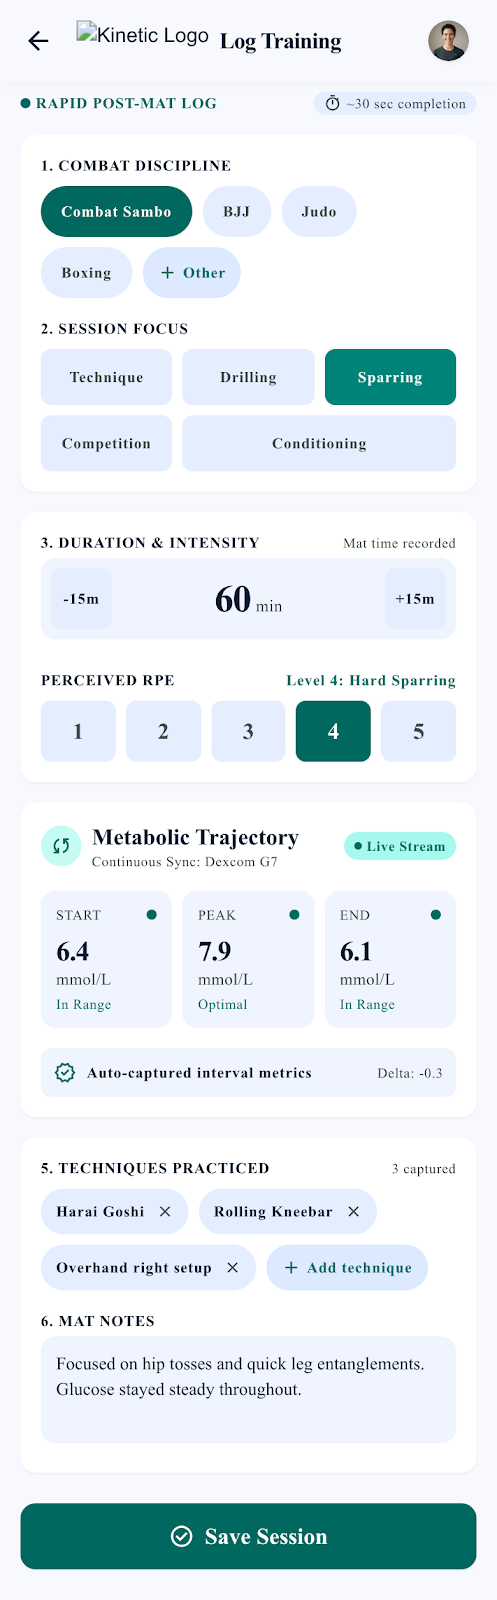 Kinetic Logo Log Training
RAPID POST-MAT LOG ~30 sec completion
1. COMBAT DISCIPLINE
Combat Sambo BJJ Judo
Boxing + Other
2. SESSION FOCUS
Technique Drilling Sparring
Competition Conditioning
3. DURATION & INTENSITY Mat time recorded
-15m 60 min +15m
PERCEIVED RPE Level 4: Hard Sparring
1 2 3 4 5
Metabolic Trajectory
Continuous Sync: Dexcom G7
Live Stream
START PEAK END
6.4 7.9 6.1
mmol/L mmol/L mmol/L
In Range Optimal In Range
Auto-captured interval metrics Delta: -0.3
5. TECHNIQUES PRACTICED 3 captured
Harai Goshi Rolling Kneebar
Overhand right setup + Add technique
6. MAT NOTES
Focused on hip tosses and quick leg entanglements.
Glucose stayed steady throughout.
Save Session